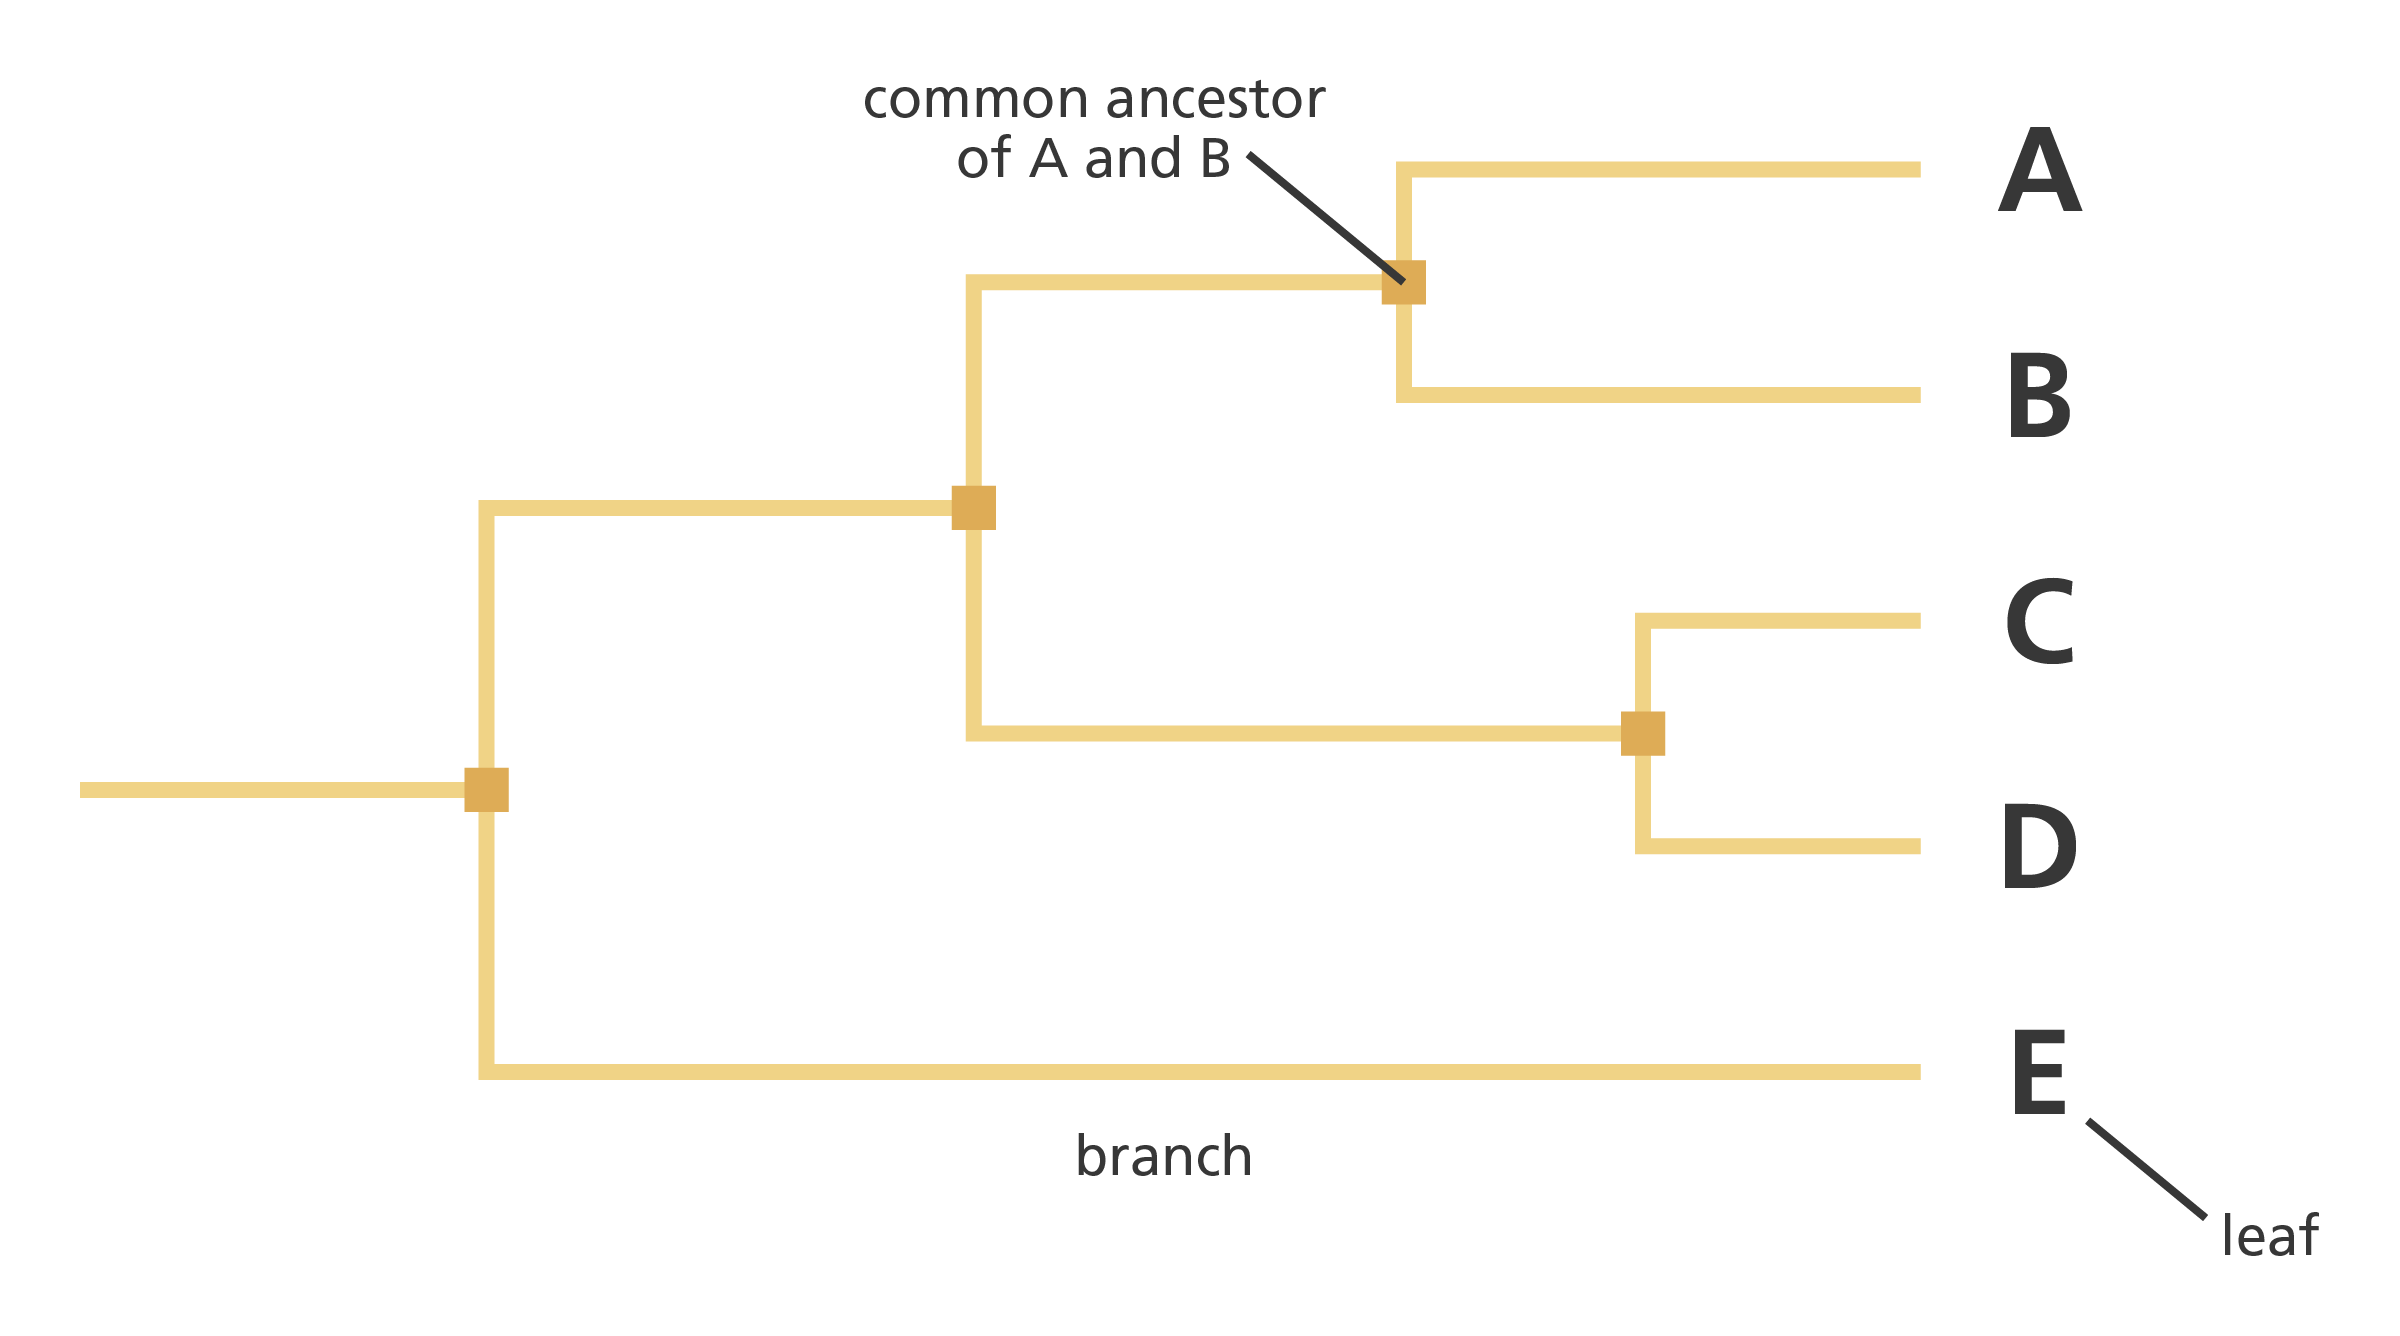 common ancestor
of A and B
A
B
C
D
E
branch
leaf